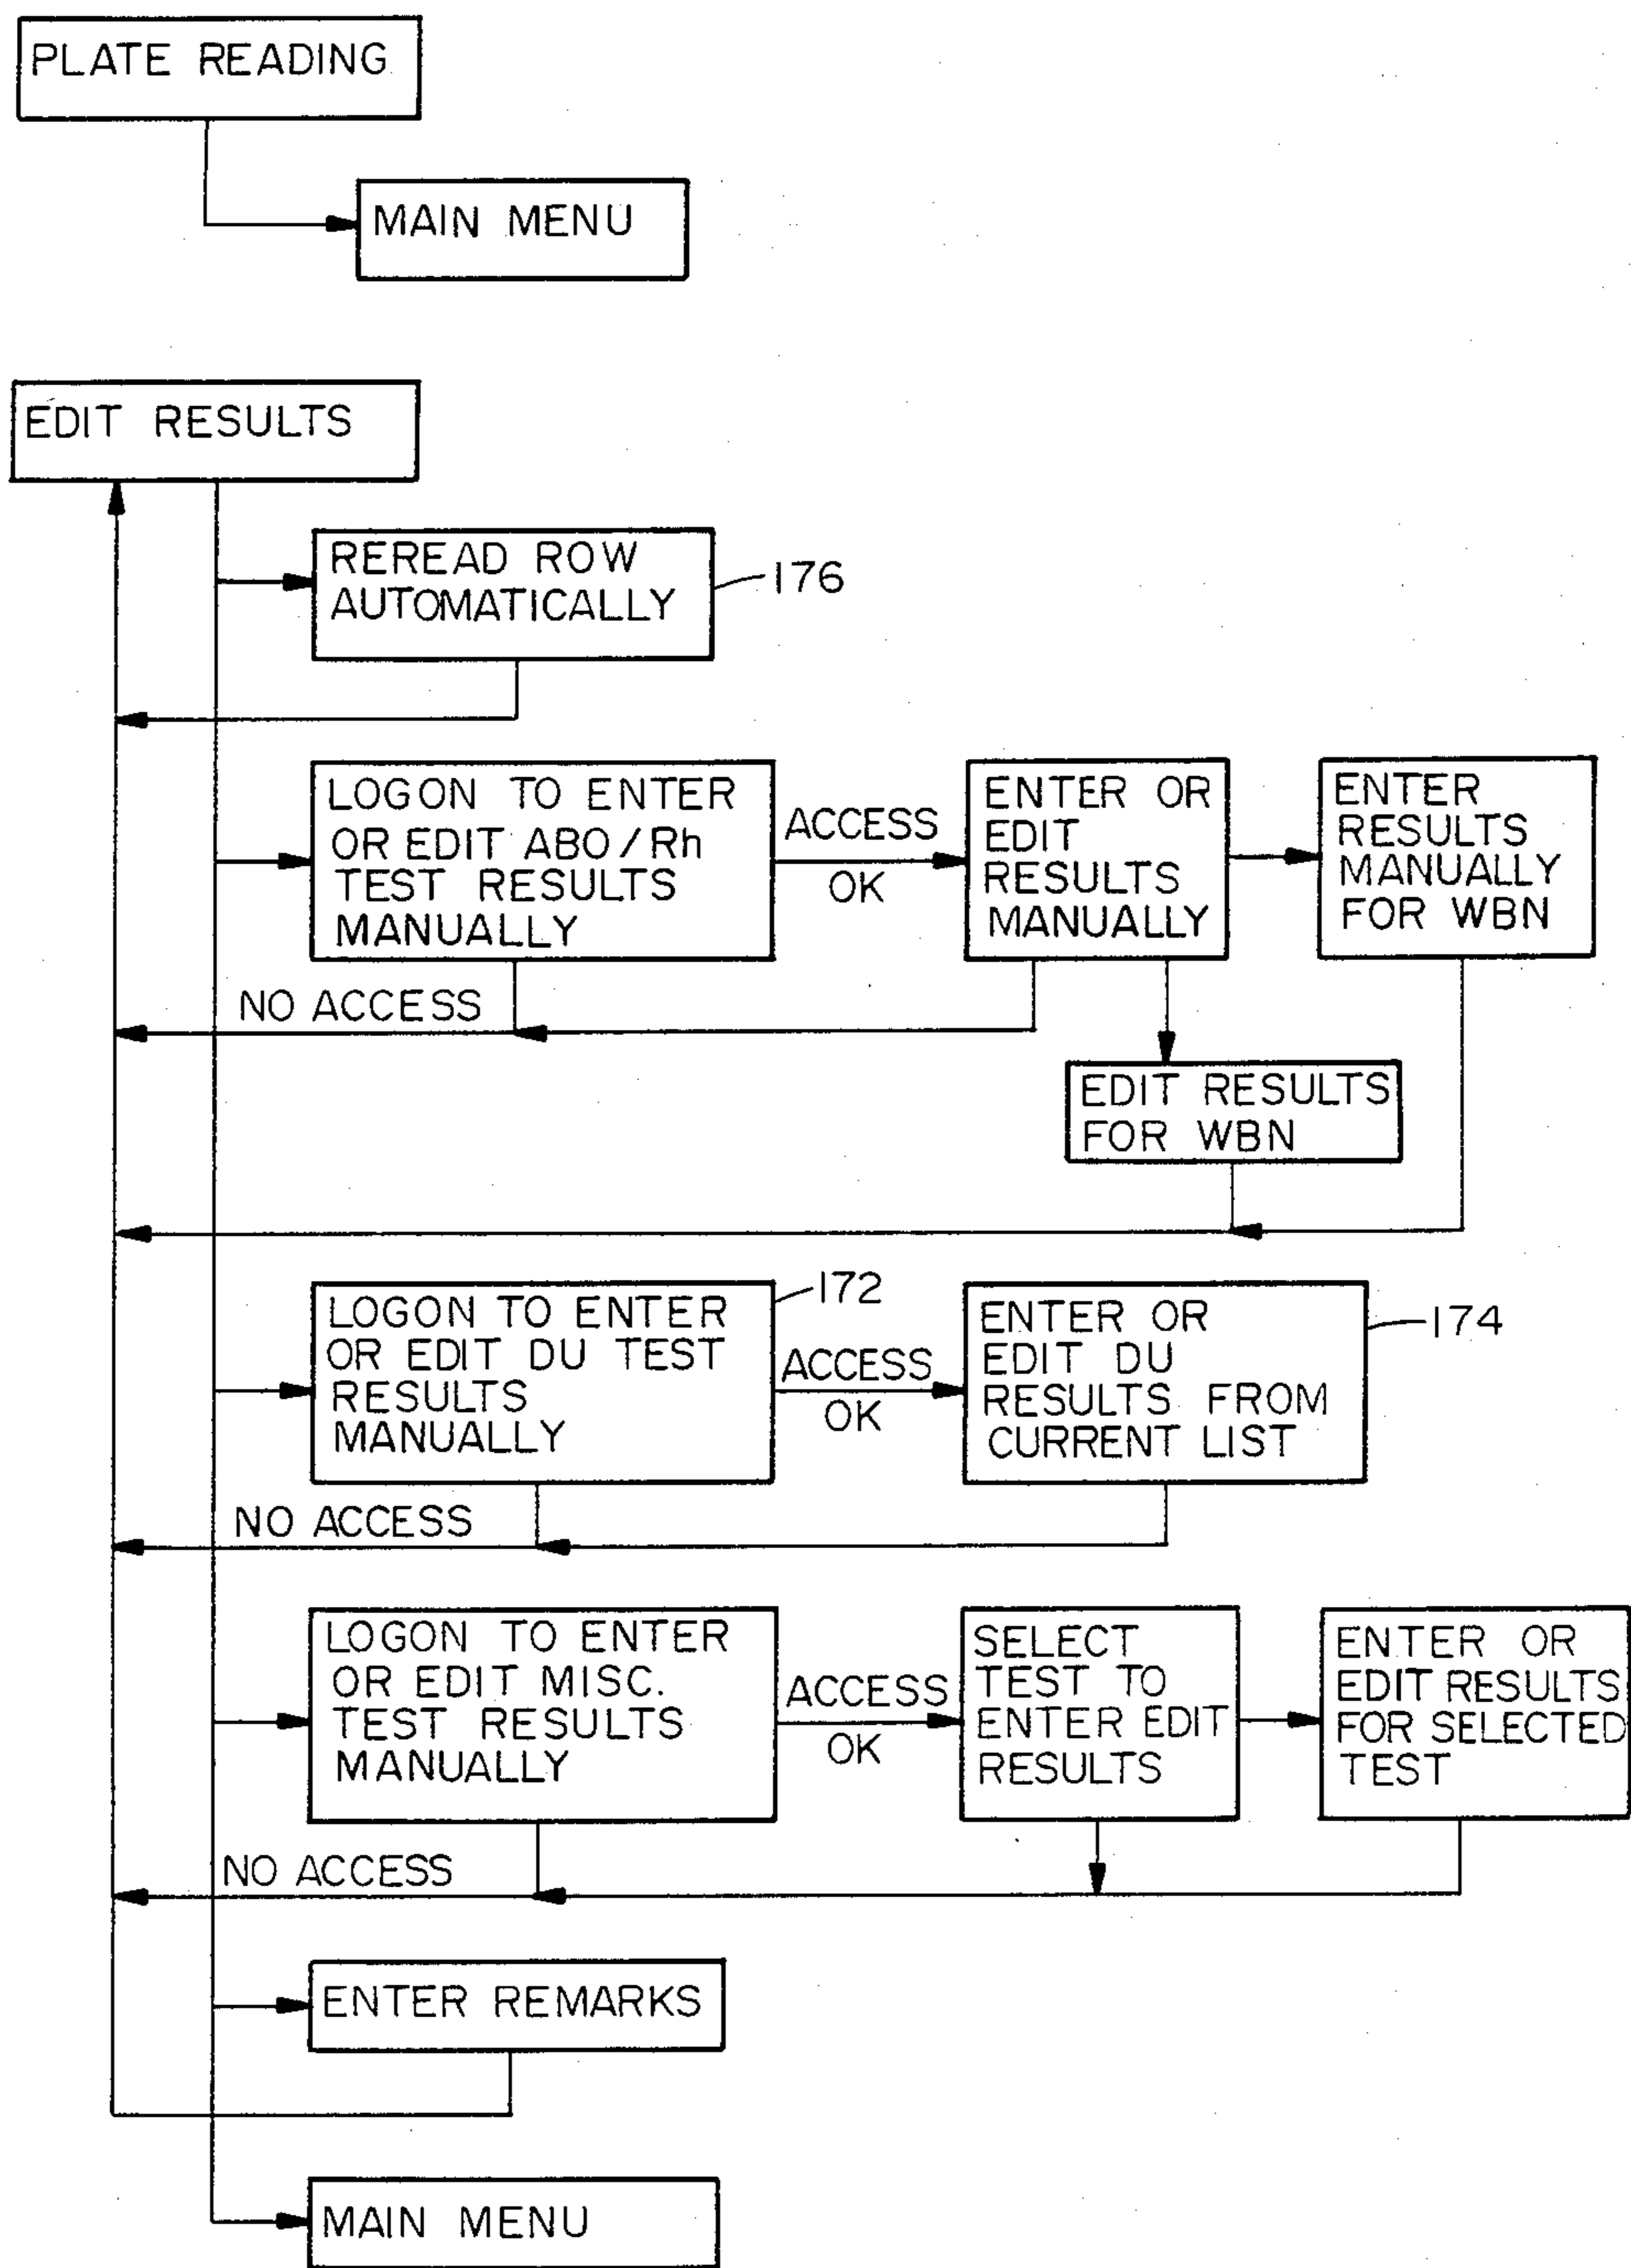 PLATE READING
MAIN MENU
EDIT RESULTS
REREAD ROW
AUTOMATICALLY
176
LOGON TO ENTER
OR EDIT ABO/Rh
TEST RESULTS
MANUALLY
ACCESS
OK
ENTER OR
EDIT
RESULTS
MANUALLY
ENTER
RESULTS
MANUALLY
FOR WBN
NO ACCESS
EDIT RESULTS
FOR WBN
LOGON TO ENTER
OR EDIT DU TEST
RESULTS
MANUALLY
172
ACCESS
OK
ENTER OR
EDIT DU
RESULTS FROM
CURRENT LIST
174
NO ACCESS
LOGON TO ENTER
OR EDIT MISC.
TEST RESULTS
MANUALLY
ACCESS
OK
SELECT
TEST TO
ENTER EDIT
RESULTS
ENTER OR
EDIT RESULTS
FOR SELECTED
TEST
NO ACCESS
ENTER REMARKS
MAIN MENU